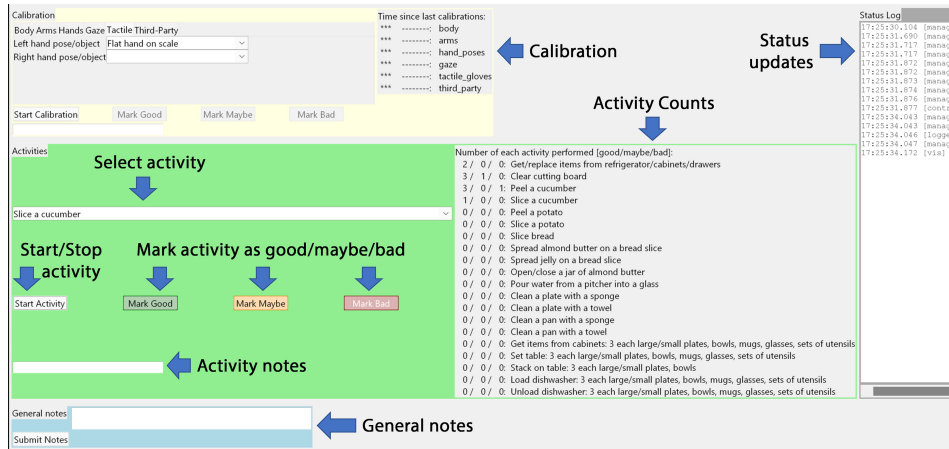 Calibration
Body Arms Hands Gaze Tactile Third-Party
Left hand pose/object Flat hand on scale
Right hand pose/object
Start Calibration Mark Good Mark Maybe Mark Bad
Time since last calibrations:
*** --------: body
*** --------: arms
*** --------: hand_poses
*** --------: gaze
*** --------: tactile_gloves
*** --------: third_party
Calibration
Status
updates
Activity Counts
Status Log
17:25:30.104 [manag
17:25:31.690 [manag
17:25:31.717 [manag
17:25:31.717 [manag
17:25:31.872 [manag
17:25:31.872 [manag
17:25:31.873 [manag
17:25:31.874 [manag
17:25:31.876 [manag
17:25:31.877 [contr
17:25:34.043 [manag
17:25:34.043 [manag
17:25:34.046 [logge
17:25:34.047 [manag
17:25:34.172 [vis]
Activities
Select activity
Slice a cucumber
Start/Stop
activity
Mark activity as good/maybe/bad
Start Activity Mark Good Mark Maybe Mark Bad
Activity notes
Number of each activity performed [good/maybe/bad]:
2 / 0 / 0: Get/replace items from refrigerator/cabinets/drawers
3 / 1 / 0: Clear cutting board
3 / 0 / 1: Peel a cucumber
1 / 0 / 0: Slice a cucumber
0 / 0 / 0: Peel a potato
0 / 0 / 0: Slice a potato
0 / 0 / 0: Slice bread
0 / 0 / 0: Spread almond butter on a bread slice
0 / 0 / 0: Spread jelly on a bread slice
0 / 0 / 0: Open/close a jar of almond butter
0 / 0 / 0: Pour water from a pitcher into a glass
0 / 0 / 0: Clean a plate with a sponge
0 / 0 / 0: Clean a plate with a towel
0 / 0 / 0: Clean a pan with a sponge
0 / 0 / 0: Clean a pan with a towel
0 / 0 / 0: Get items from cabinets: 3 each large/small plates, bowls, mugs, glasses, sets of utensils
0 / 0 / 0: Set table: 3 each large/small plates, bowls, mugs, glasses, sets of utensils
0 / 0 / 0: Stack on table: 3 each large/small plates, bowls
0 / 0 / 0: Load dishwasher: 3 each large/small plates, bowls, mugs, glasses, sets of utensils
0 / 0 / 0: Unload dishwasher: 3 each large/small plates, bowls, mugs, glasses, sets of utensils
General notes
Submit Notes
General notes